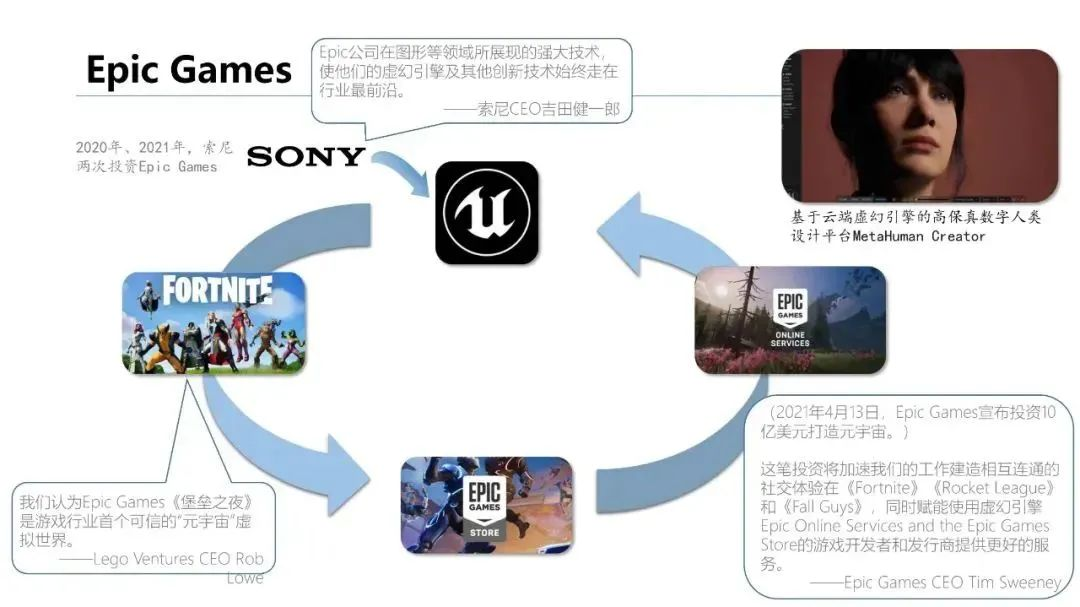 Epic Games
Epic公司在图形等领域所展现的强大技术，
使他们的虚幻引擎及其他创新技术始终走在
行业最前沿。
——索尼CEO吉田健一郎
2020年、2021年，索尼
两次投资Epic Games
SONY
基于云端虚幻引擎的高保真数字人类
设计平台MetaHuman Creator
FORTNITE
EPIC
GAMES
ONLINE
SERVICES
EPIC
GAMES
STORE
我们认为Epic Games《堡垒之夜》
是游戏行业首个可信的“元宇宙”虚
拟世界。
——Lego Ventures CEO Rob
Lowe
（2021年4月13日，Epic Games宣布投资10
亿美元打造元宇宙。）
这笔投资将加速我们的工作建造相互连通的
社交体验在《Fortnite》《Rocket League》
和《Fall Guys》，同时赋能使用虚幻引擎
Epic Online Services and the Epic Games
Store的游戏开发者和发行商提供更好的服
务。
——Epic Games CEO Tim Sweeney